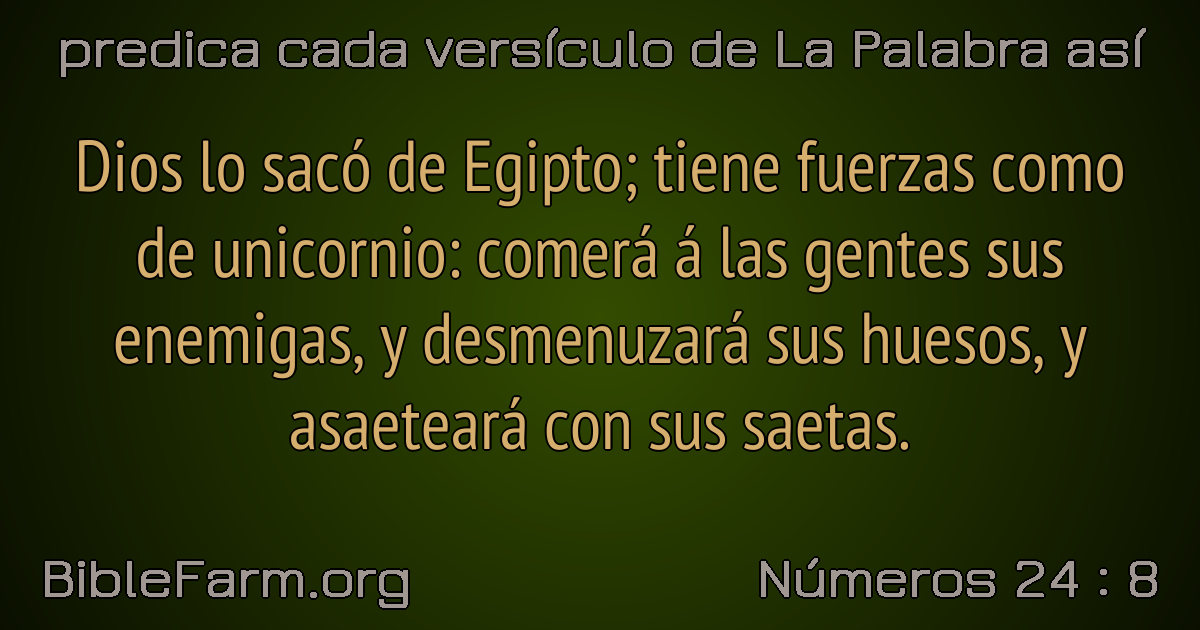 predica cada versículo de La Palabra así
Dios lo sacó de Egipto; tiene fuerzas como
de unicornio: comerá á las gentes sus
enemigas, y desmenuzará sus huesos, y
asaeteará con sus saetas.
BibleFarm.org
Números 24 : 8